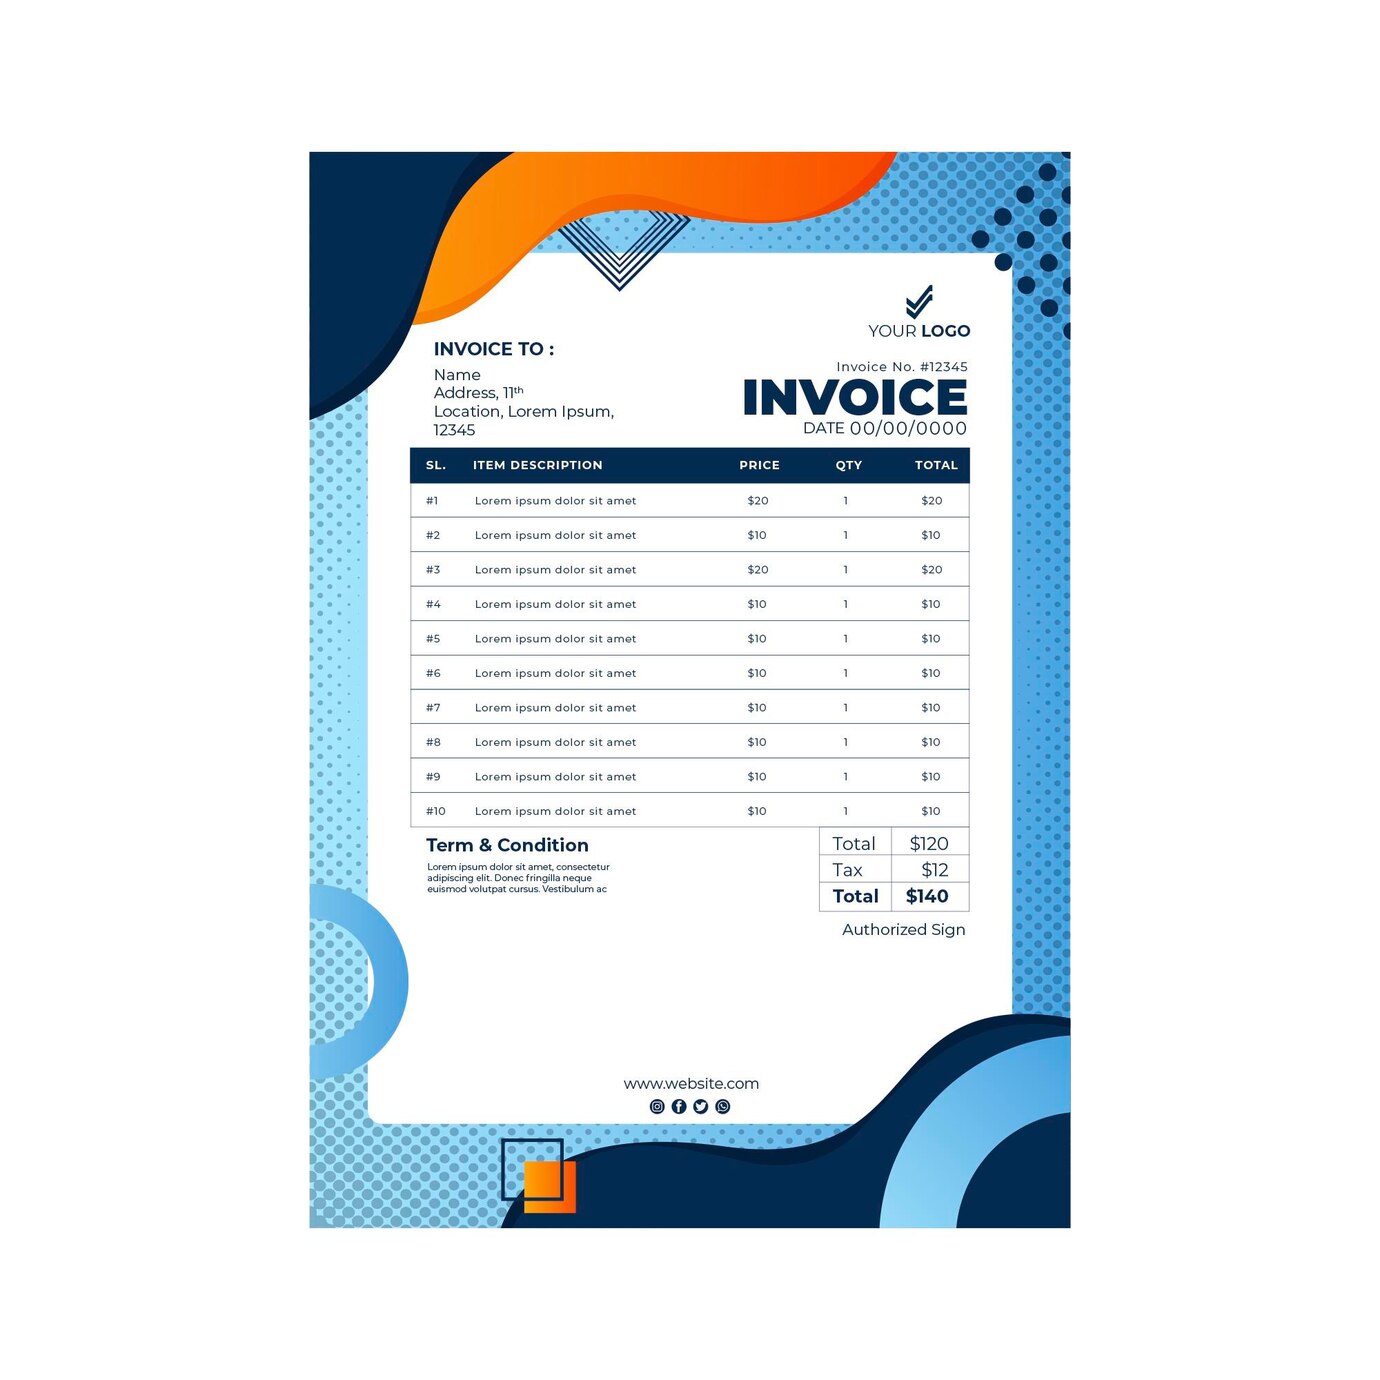 YOUR LOGO
INVOICE TO :
Name
Address, 11ᵗʰ
Location, Lorem Ipsum,
12345
Invoice No. #12345
INVOICE
DATE 00/00/0000
SL. ITEM DESCRIPTION PRICE QTY TOTAL
#1 Lorem ipsum dolor sit amet $20 1 $20
#2 Lorem ipsum dolor sit amet $10 1 $10
#3 Lorem ipsum dolor sit amet $20 1 $20
#4 Lorem ipsum dolor sit amet $10 1 $10
#5 Lorem ipsum dolor sit amet $10 1 $10
#6 Lorem ipsum dolor sit amet $10 1 $10
#7 Lorem ipsum dolor sit amet $10 1 $10
#8 Lorem ipsum dolor sit amet $10 1 $10
#9 Lorem ipsum dolor sit amet $10 1 $10
#10 Lorem ipsum dolor sit amet $10 1 $10
Term & Condition
Lorem ipsum dolor sit amet, consectetur
adipiscing elit. Donec fringilla neque
euismod volutpat cursus. Vestibulum ac
Total $120
Tax $12
Total $140
Authorized Sign
www.website.com